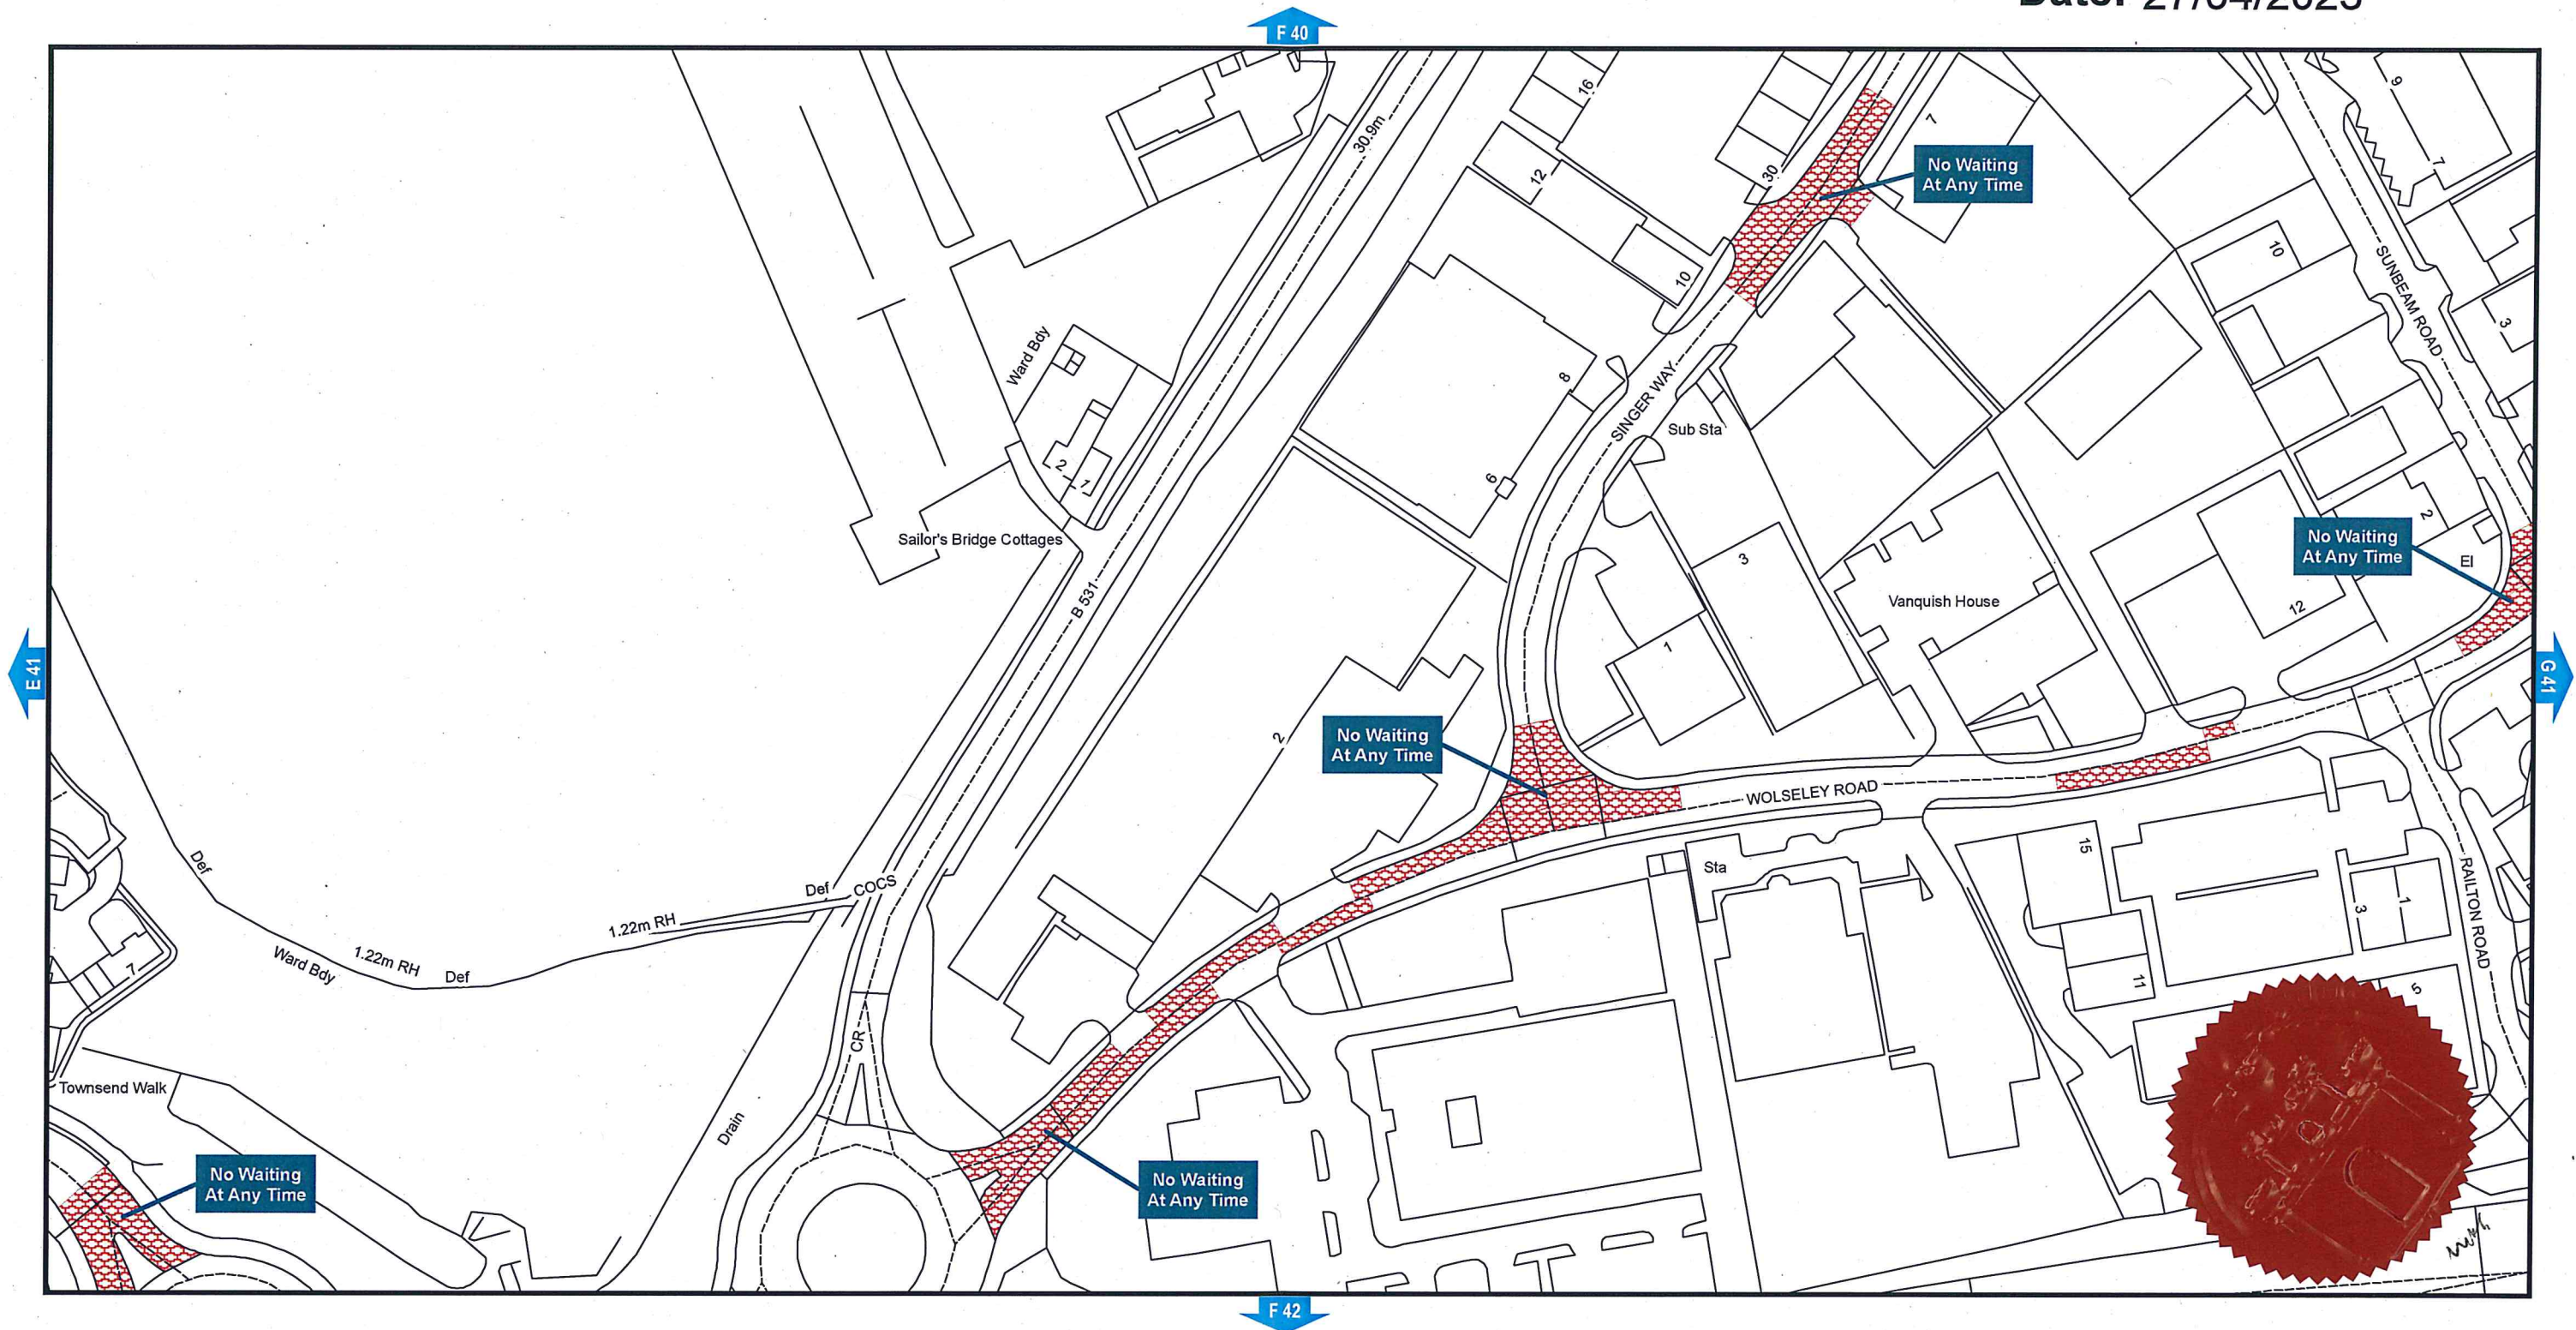 Date: 27/04/2023
F 40
16
9
30.9m
7
7
30
No Waiting
At Any Time
12
10
10
SUNBEAM ROAD
3
Ward Bdy
8
SINGER WAY
Sub Sta
2
1
6
2
Sailor's Bridge Cottages
No Waiting
At Any Time
El
3
B 531
Vanquish House
12
1
E 41
G 41
2
No Waiting
At Any Time
WOLSELEY ROAD
15
Def
Sta
Def
COCS
1
3
RAILTON ROAD
1.22m RH
1.22m RH
Ward Bdy
Def
7
11
5
CR
Townsend Walk
Drain
No Waiting
At Any Time
No Waiting
At Any Time
F 42